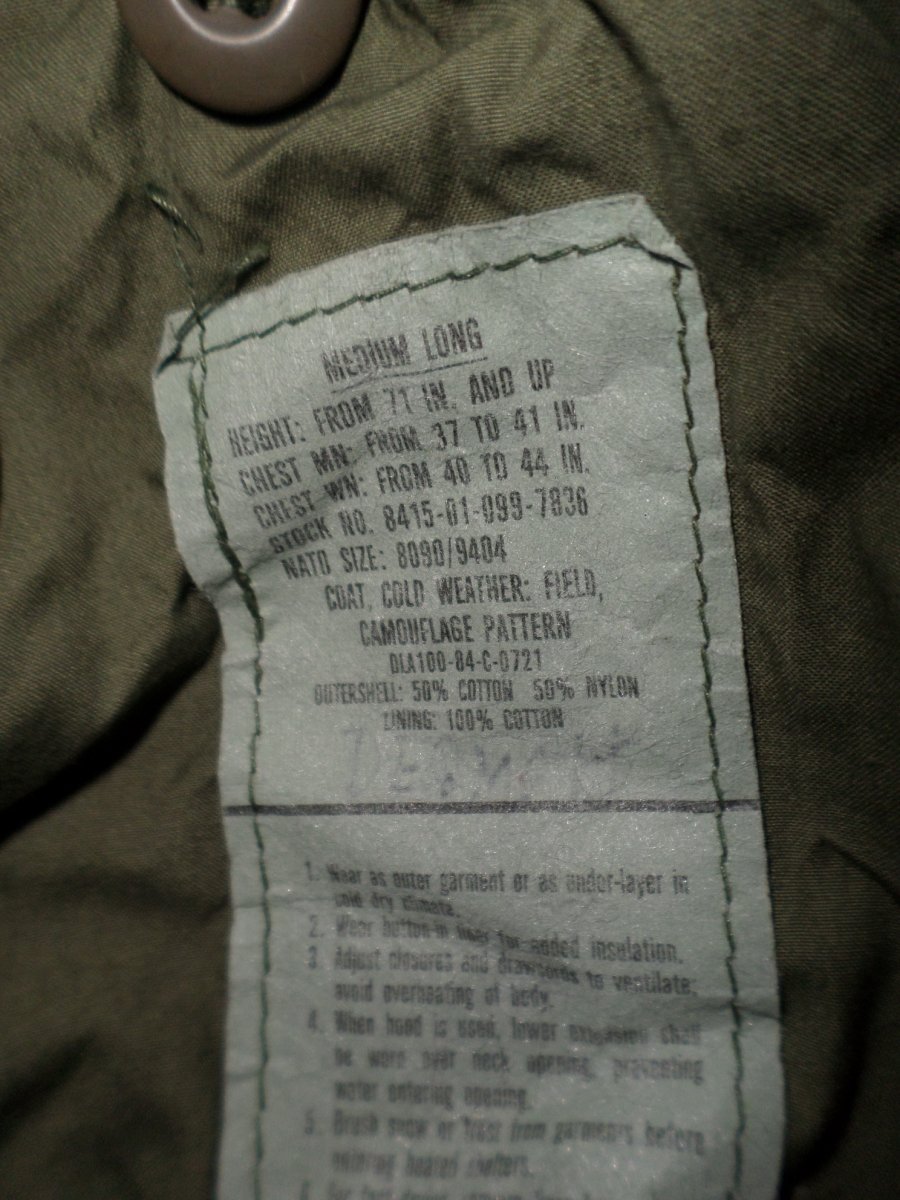 MEDIUM LONG
HEIGHT: FROM 71 IN. AND UP
CHEST MN: FROM 37 TO 41 IN.
CHEST WN: FROM 40 TO 44 IN.
STOCK NO. 8415-01-099-7836
NATO SIZE: 8090/9404
COAT, COLD WEATHER: FIELD,
CAMOUFLAGE PATTERN
DLA100-84-C-0721
OUTERSHELL: 50% COTTON 50% NYLON
LINING: 100% COTTON
1. Wear as outer garment or as under-layer in
cold dry climate.
2. Wear button-in liner for added insulation.
3. Adjust closures and drawcords to ventilate;
avoid overheating of body.
4. When hood is used, lower extension shall
be worn over neck opening, preventing
water entering opening.
5. Brush snow or frost from garments before
entering heated shelters.